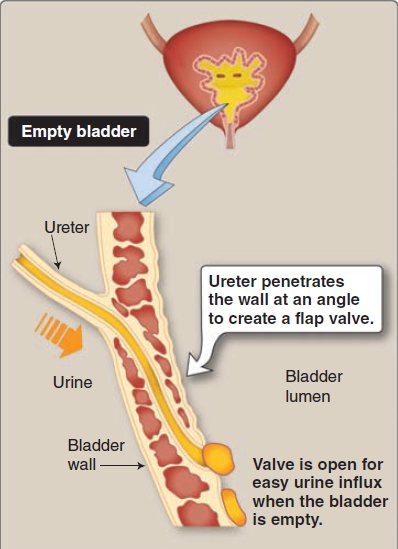 Empty bladder
Ureter
Ureter penetrates
the wall at an angle
to create a flap valve.
Urine
Bladder
lumen
Bladder
wall
Valve is open for
easy urine influx
when the bladder
is empty.